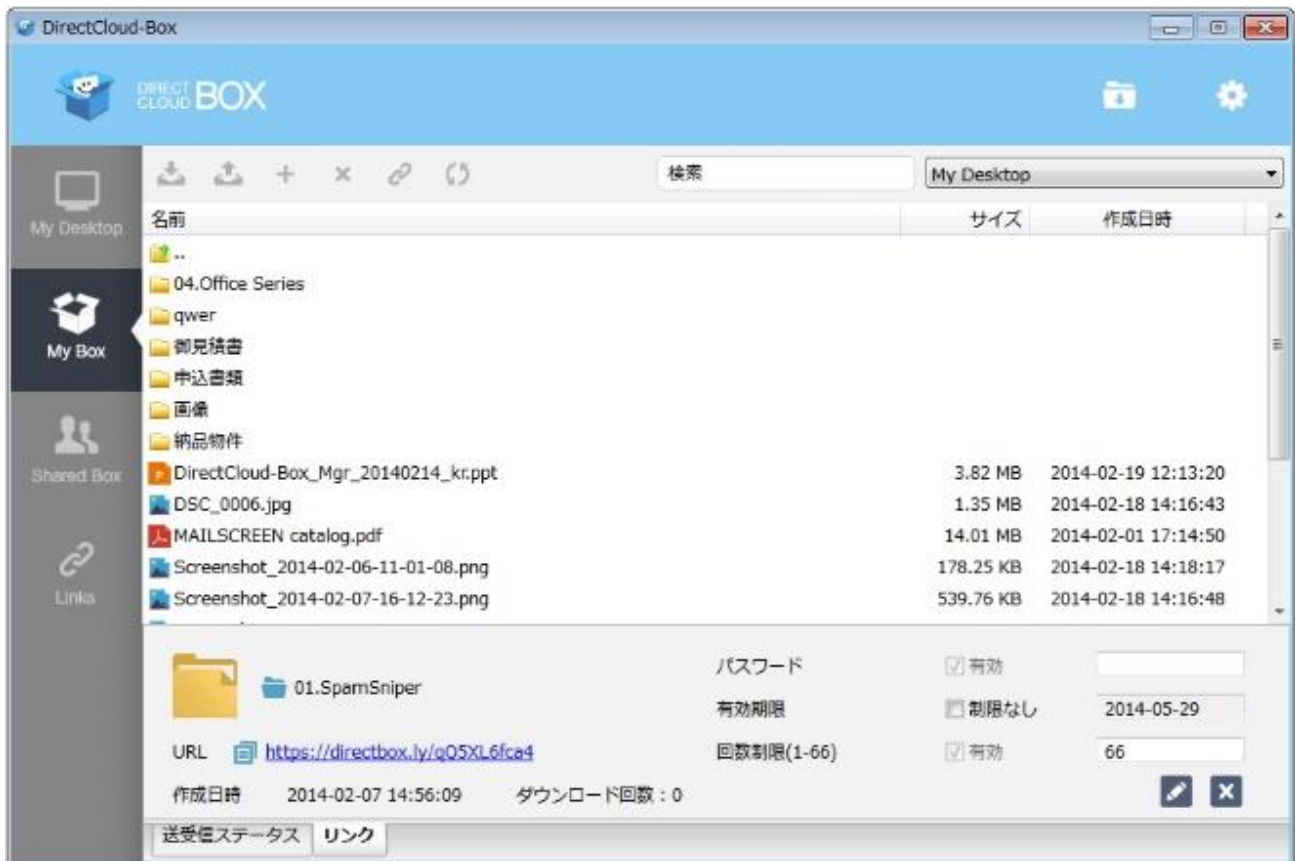 DirectCloud-Box
DIRECT CLOUD BOX
検索 My Desktop
My Desktop
My Box
Shared Box
Links
名前 サイズ 作成日時
..
04.Office Series
qwer
御見積書
申込書類
画像
納品物件
DirectCloud-Box_Mgr_20140214_kr.ppt 3.82 MB 2014-02-19 12:13:20
DSC_0006.jpg 1.35 MB 2014-02-18 14:16:43
MAILSCREEN catalog.pdf 14.01 MB 2014-02-01 17:14:50
Screenshot_2014-02-06-11-01-08.png 178.25 KB 2014-02-18 14:18:17
Screenshot_2014-02-07-16-12-23.png 539.76 KB 2014-02-18 14:16:48
01.SpamSniper
パスワード 有効
有効期限 制限なし 2014-05-29
URL https://directbox.ly/qO5XL6fca4 回数制限(1-66) 有効 66
作成日時 2014-02-07 14:56:09 ダウンロード回数：0
送受信ステータス リンク